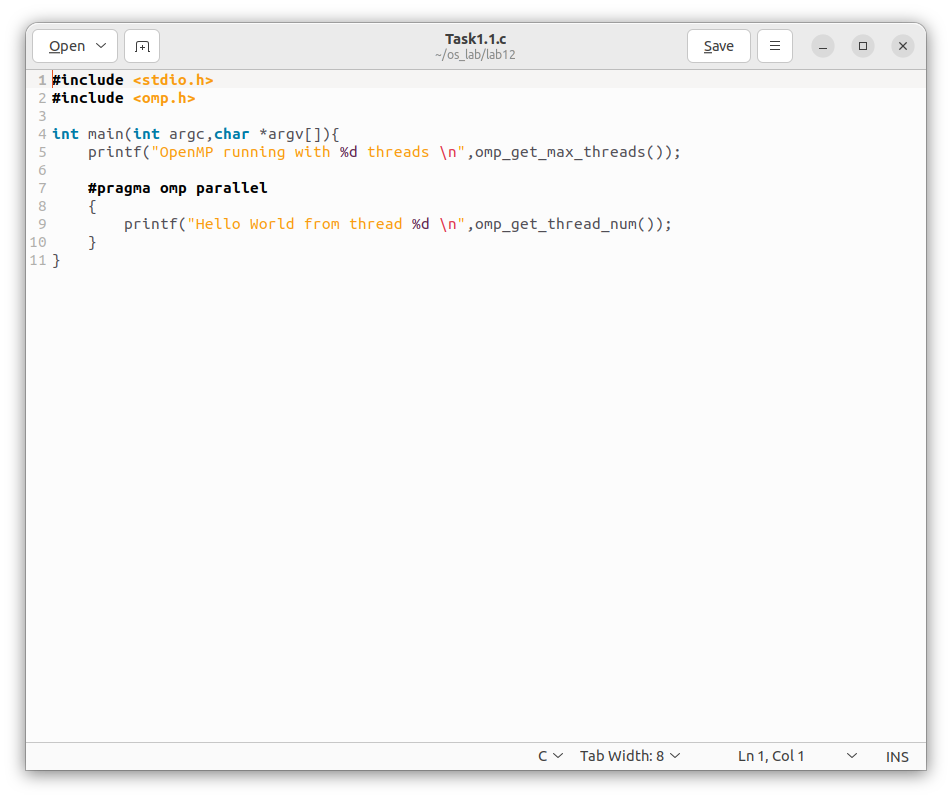 Open
Task1.1.c
~/os_lab/lab12
Save
1 #include <stdio.h>
2 #include <omp.h>
3
4 int main(int argc,char *argv[]){
5     printf("OpenMP running with %d threads \n",omp_get_max_threads());
6
7     #pragma omp parallel
8     {
9         printf("Hello World from thread %d \n",omp_get_thread_num());
10     }
11 }
C Tab Width: 8 Ln 1, Col 1 INS